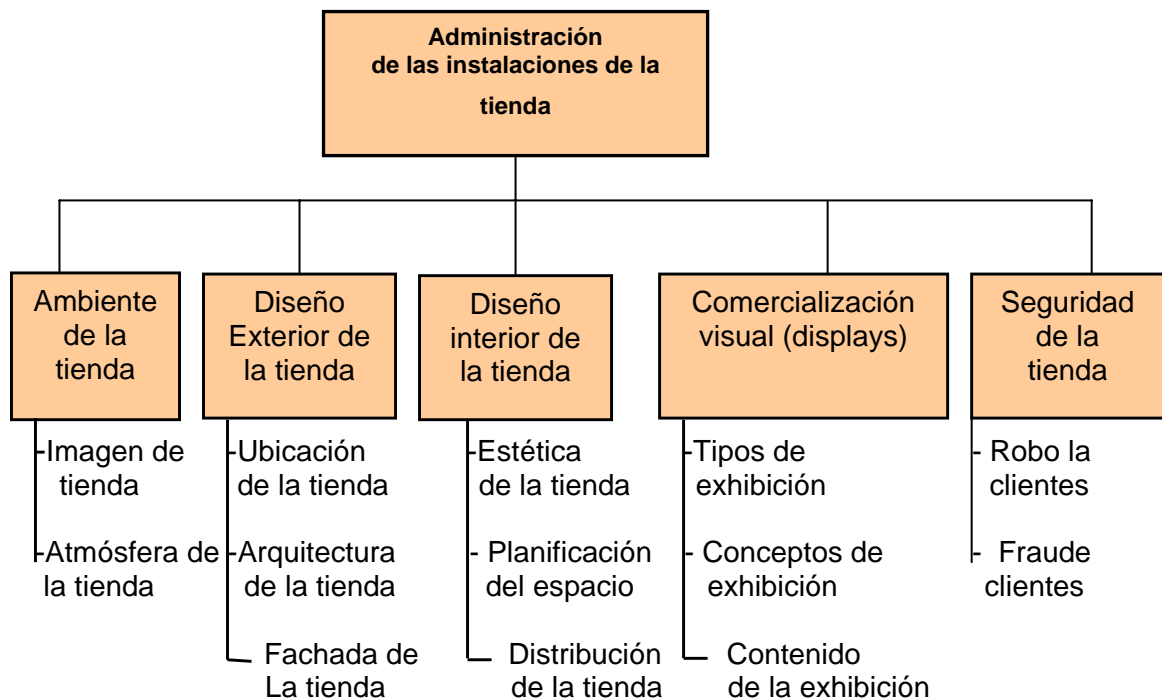 Administración
de las instalaciones de la
tienda
Ambiente
de la
tienda
-Imagen de
tienda
-Atmósfera de
la tienda
Diseño
Exterior de
la tienda
-Ubicación
de la tienda
-Arquitectura
de la tienda
- Fachada de
La tienda
Diseño
interior de
la tienda
-Estética
de la tienda
- Planificación
del espacio
- Distribución
de la tienda
Comercialización
visual (displays)
-Tipos de
exhibición
- Conceptos de
exhibición
- Contenido
de la exhibición
Seguridad
de la
tienda
- Robo la
clientes
- Fraude
clientes